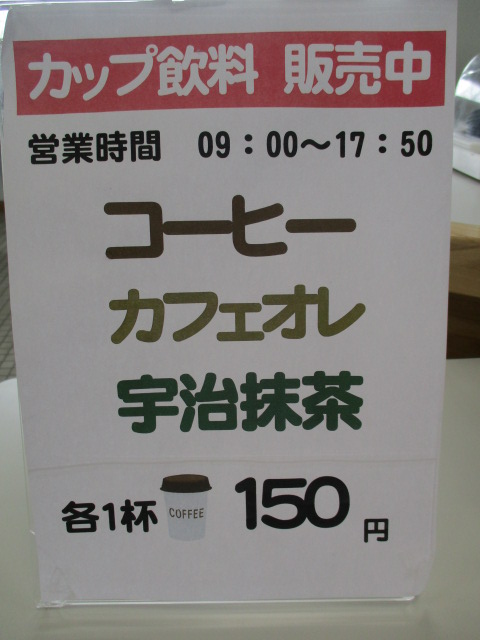 カップ飲料 販売中
営業時間 09：00～17：50
コーヒー
カフェオレ
宇治抹茶
各1杯 COFFEE 150円